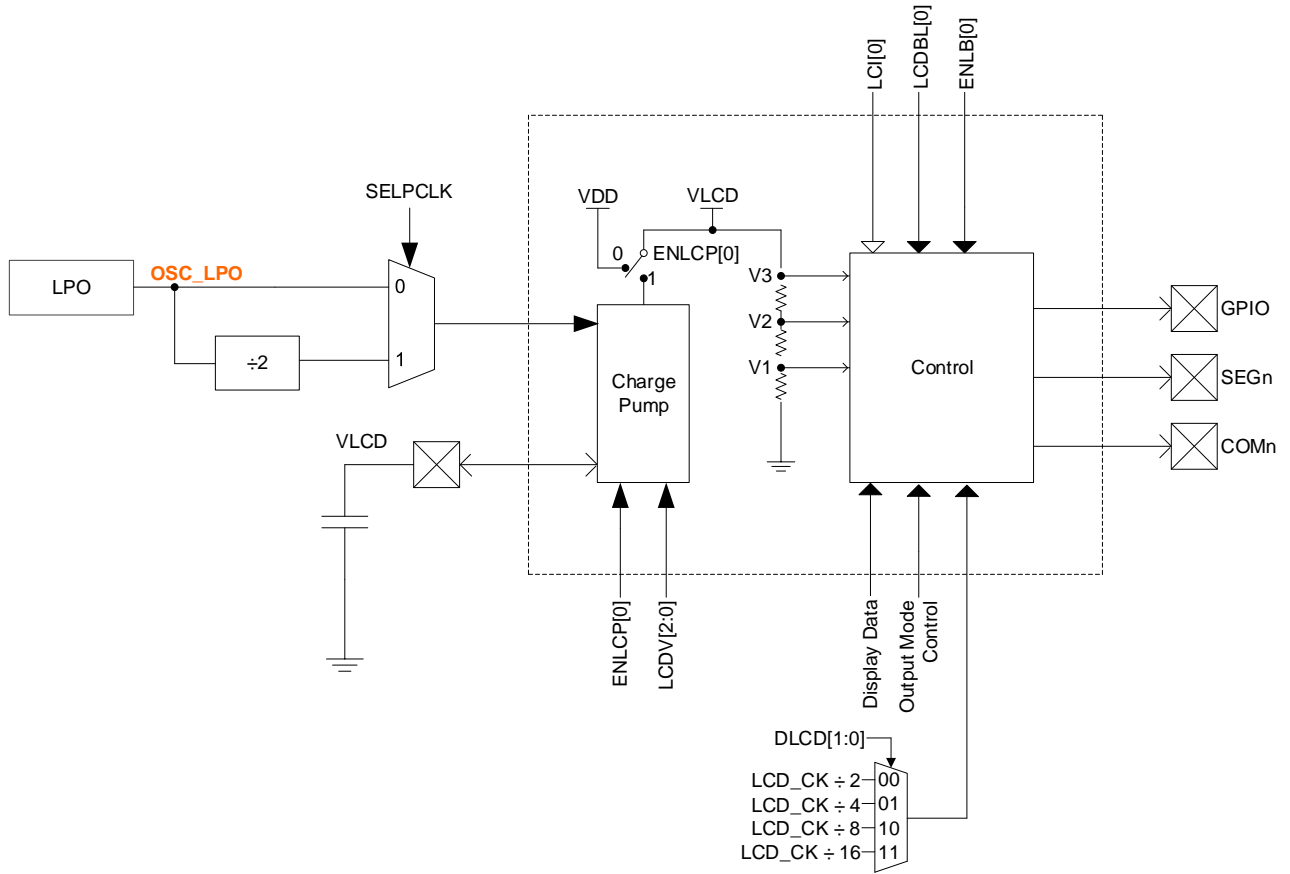 LCI[0]
LCDBL[0]
ENLB[0]
SELPCLK
VDD
VLCD
0
ENLCP[0]
1
LPO
OSC_LPO
0
1
÷2
V3
V2
V1
Charge
Pump
Control
GPIO
SEGn
COMn
VLCD
ENLCP[0]
LCDV[2:0]
Display Data
Output Mode
Control
DLCD[1:0]
LCD_CK ÷ 2 00
LCD_CK ÷ 4 01
LCD_CK ÷ 8 10
LCD_CK ÷ 16 11